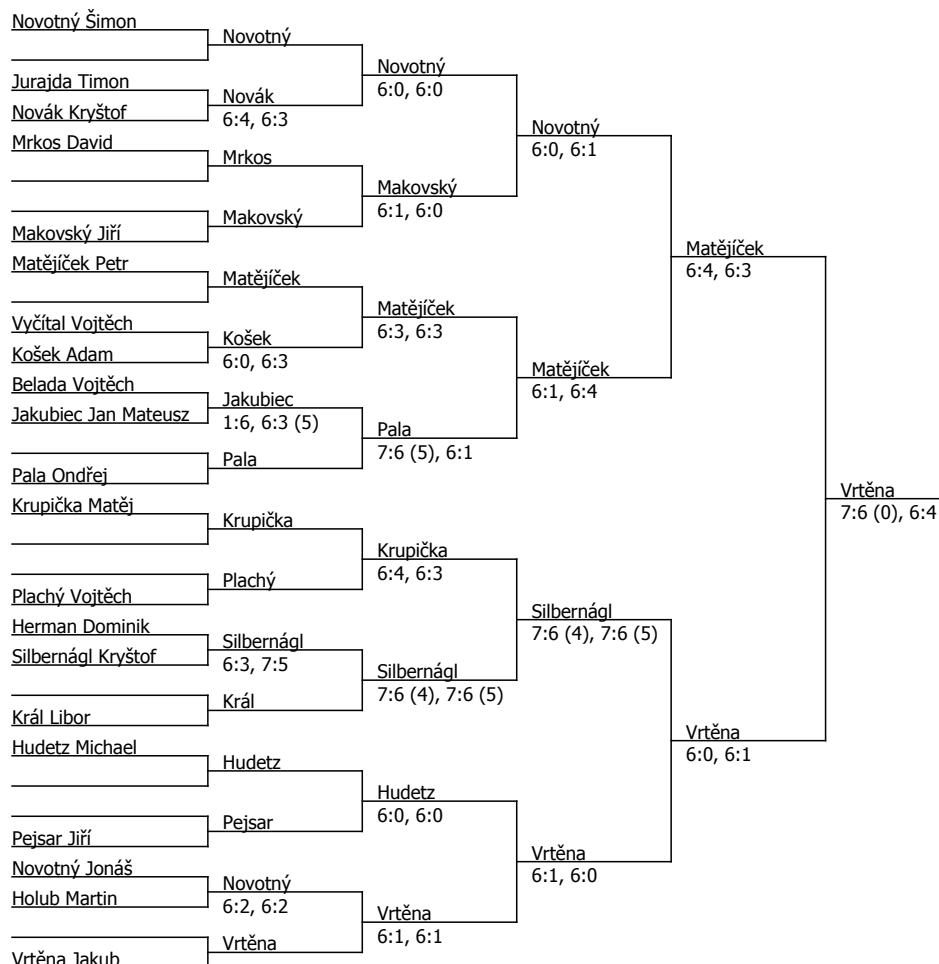 Novotný Šimon
Jurajda Timon
Novák Kryštof
Mrkos David
Makovský Jiří
Matějíček Petr
Vyčítal Vojtěch
Košek Adam
Belada Vojtěch
Jakubiec Jan Mateusz
Pala Ondřej
Krupička Matěj
Plachý Vojtěch
Herman Dominik
Silbernágl Kryštof
Král Libor
Hudetz Michael
Pejsar Jiří
Novotný Jonáš
Holub Martin
Vrtěna Jakub
Novotný
Novák
6:4, 6:3
Mrkos
Makovský
Matějíček
Košek
6:0, 6:3
Jakubiec
1:6, 6:3 (5)
Pala
Krupička
Plachý
Silbernágl
6:3, 7:5
Král
Hudetz
Pejsar
Novotný
6:2, 6:2
Vrtěna
Novotný
6:0, 6:0
Makovský
6:1, 6:0
Matějíček
6:3, 6:3
Pala
7:6 (5), 6:1
Krupička
6:4, 6:3
Silbernágl
7:6 (4), 7:6 (5)
Hudetz
6:0, 6:0
Vrtěna
6:1, 6:1
Novotný
6:0, 6:1
Matějíček
6:1, 6:4
Silbernágl
7:6 (4), 7:6 (5)
Vrtěna
6:1, 6:0
Matějíček
6:4, 6:3
Vrtěna
6:0, 6:1
Vrtěna
7:6 (0), 6:4